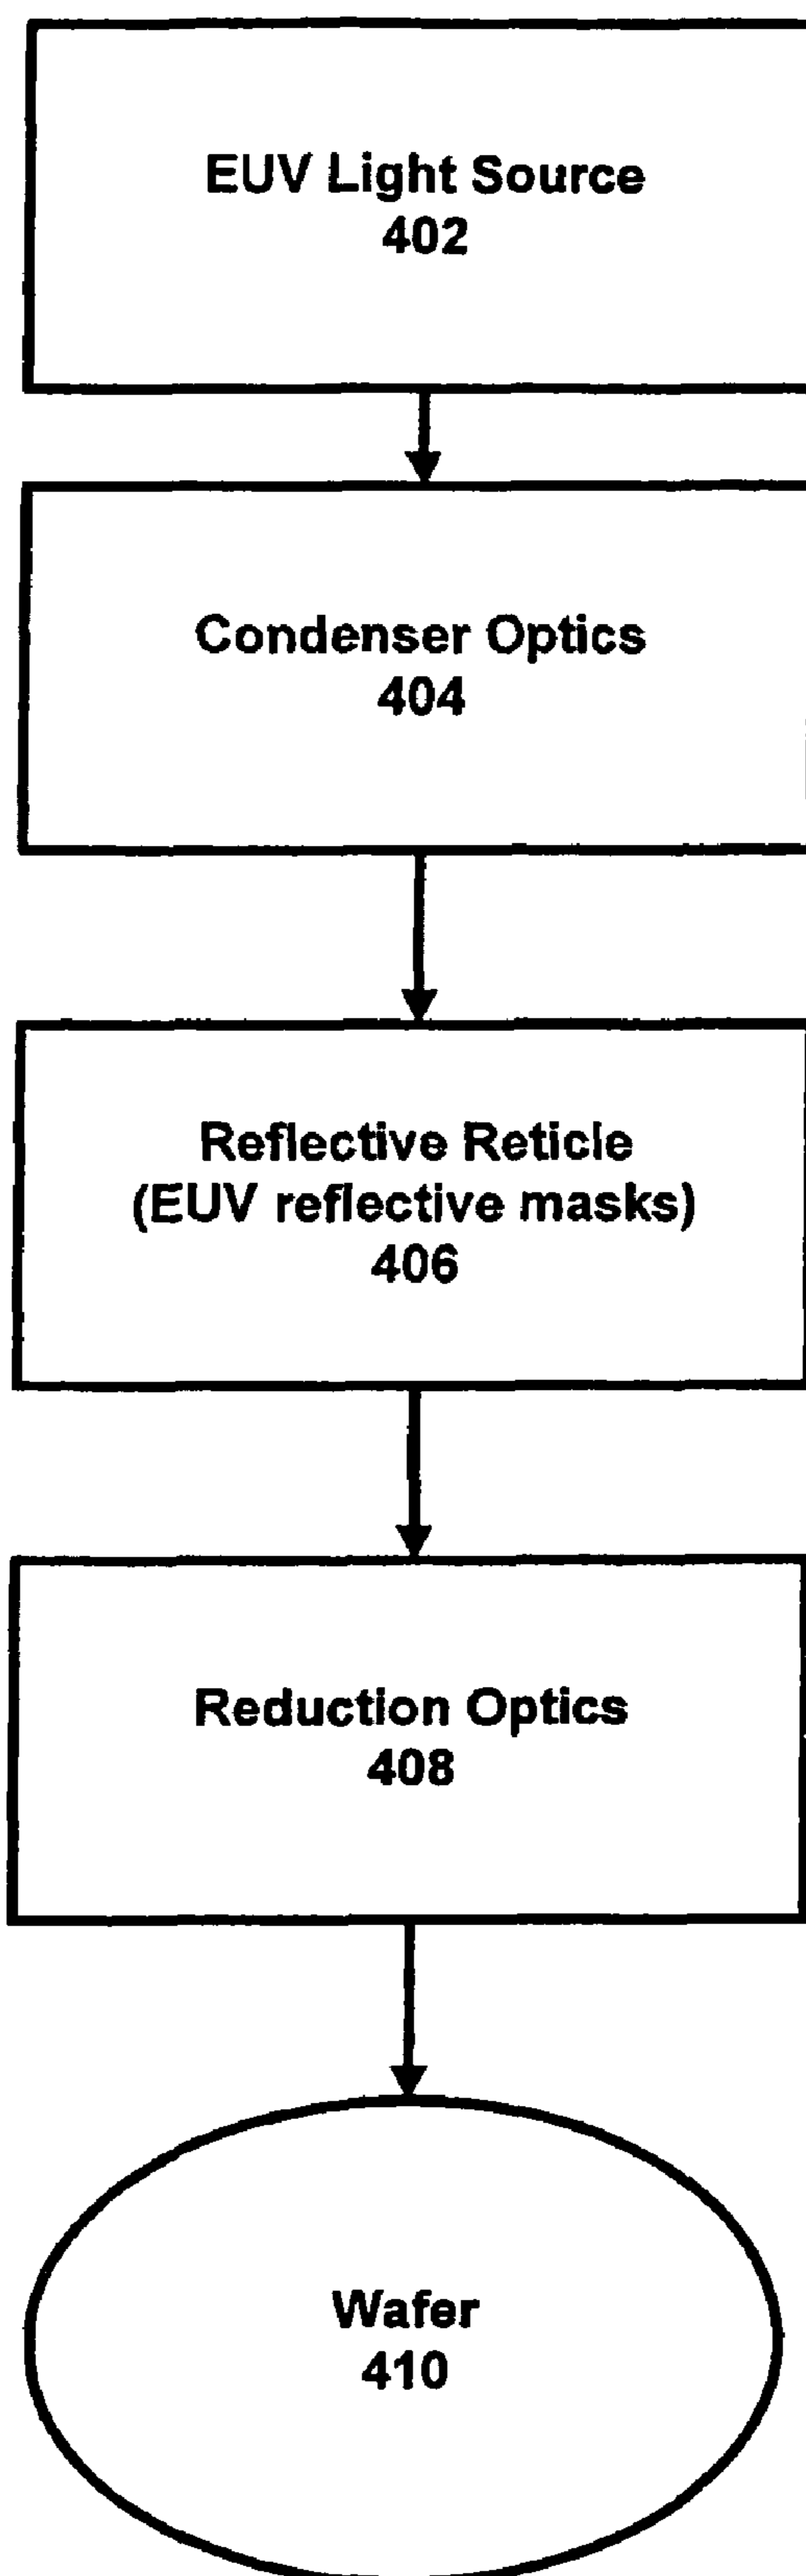 EUV Light Source
402
Condenser Optics
404
Reflective Reticle
(EUV reflective masks)
406
Reduction Optics
408
Wafer
410